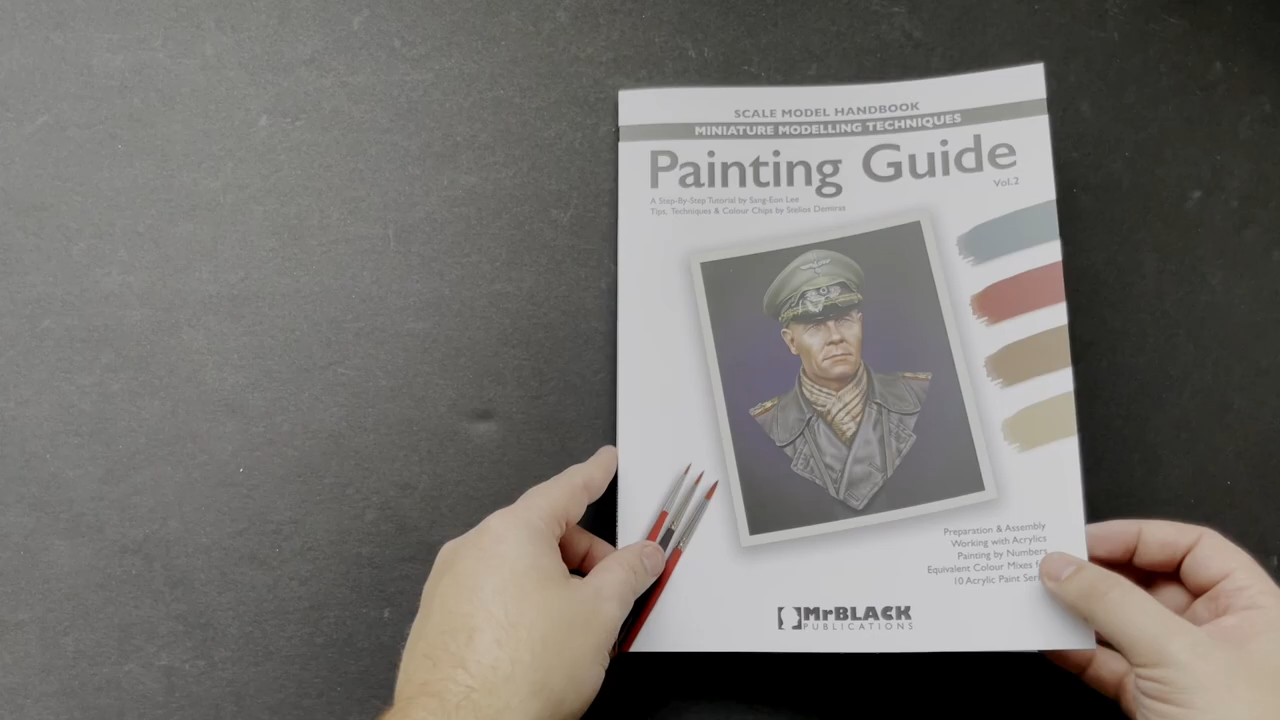 SCALE MODEL HANDBOOK
MINIATURE MODELLING TECHNIQUES
Painting Guide
Vol.2
A Step-By-Step Tutorial by Sang-Eon Lee
Tips, Techniques & Colour Chips by Stelios Demiras
Preparation & Assembly
Working with Acrylics
Painting by Numbers
Equivalent Colour Mixes
10 Acrylic Paint
MrBLACK
PUBLICATIONS